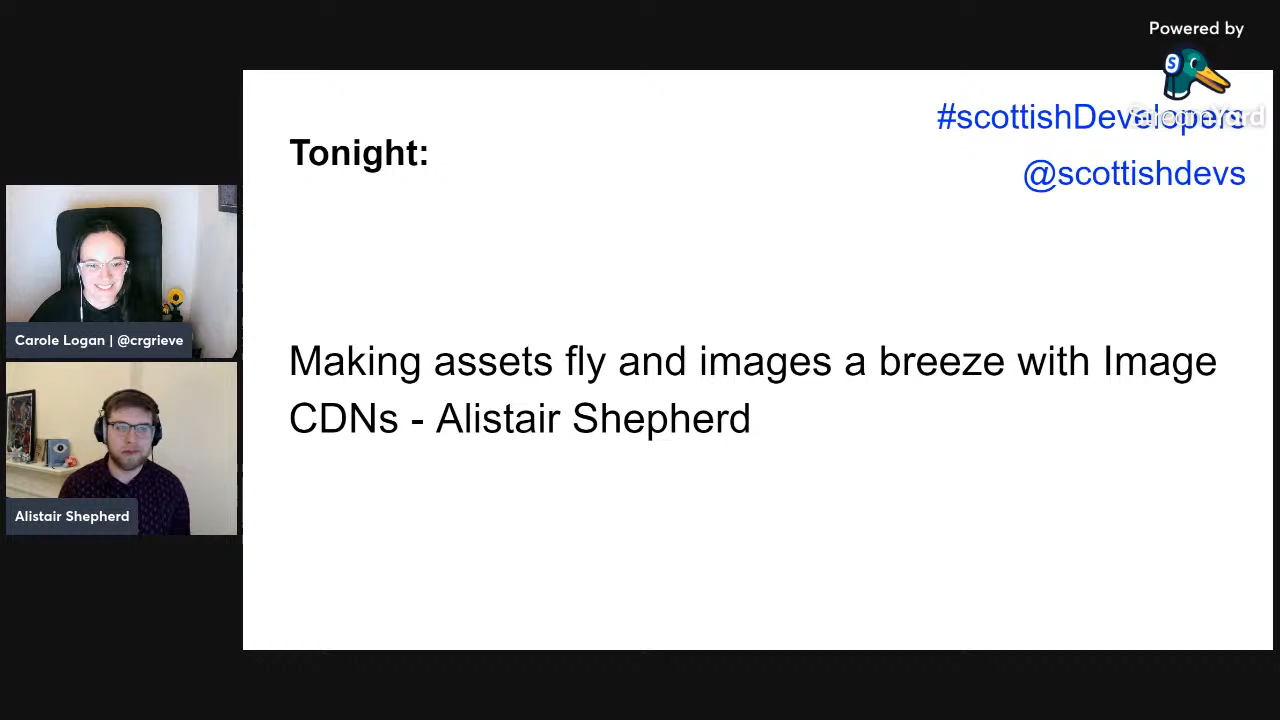 Powered by
StreamYard
#scottishDevelopers
@scottishdevs
Tonight:
Making assets fly and images a breeze with Image
CDNs - Alistair Shepherd
Carole Logan | @crgrieve
Alistair Shepherd